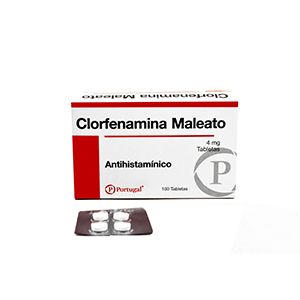 Clorfenamina Maleato
4 mg
Tabletas
Antihistamínico
P Portugal
100 Tabletas
P